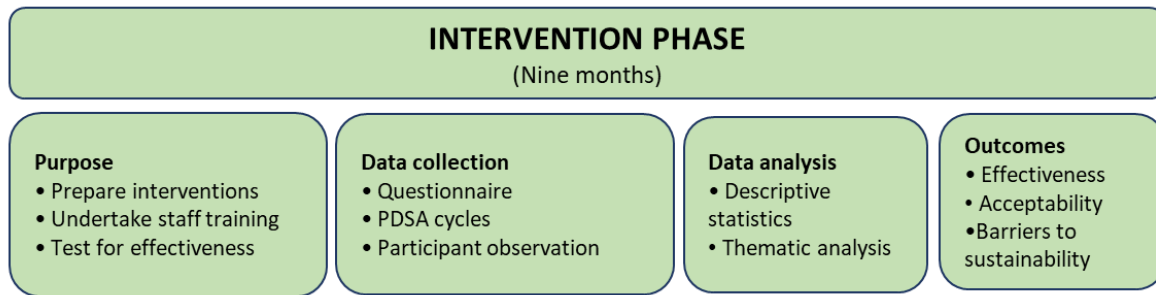 INTERVENTION PHASE
(Nine months)
Purpose
• Prepare interventions
• Undertake staff training
• Test for effectiveness
Data collection
• Questionnaire
• PDSA cycles
• Participant observation
Data analysis
• Descriptive
statistics
• Thematic analysis
Outcomes
• Effectiveness
• Acceptability
•Barriers to
sustainability